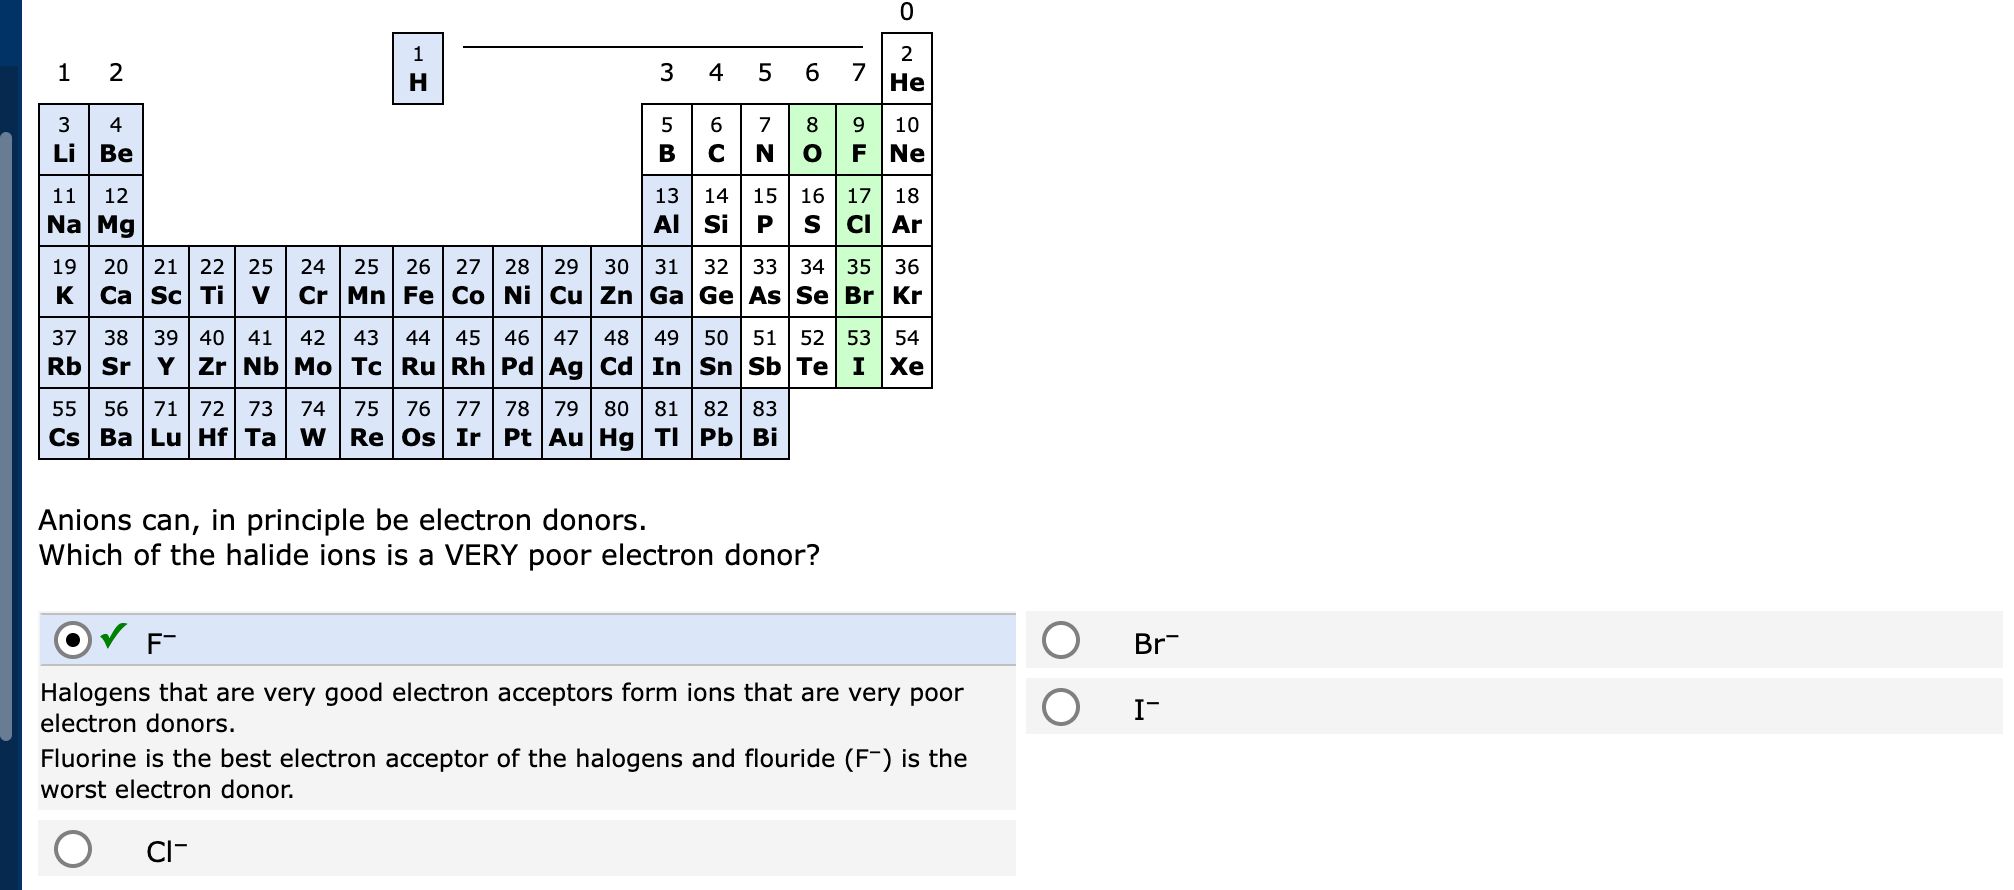 0
1 2 1 3 4 5 6 7 2
H He
3 4 5 6 7 8 9 10
Li Be B C N O F Ne
11 12 13 14 15 16 17 18
Na Mg Al Si P S Cl Ar
19 20 21 22 25 24 25 26 27 28 29 30 31 32 33 34 35 36
K Ca Sc Ti V Cr Mn Fe Co Ni Cu Zn Ga Ge As Se Br Kr
37 38 39 40 41 42 43 44 45 46 47 48 49 50 51 52 53 54
Rb Sr Y Zr Nb Mo Tc Ru Rh Pd Ag Cd In Sn Sb Te I Xe
55 56 71 72 73 74 75 76 77 78 79 80 81 82 83
Cs Ba Lu Hf Ta W Re Os Ir Pt Au Hg Tl Pb Bi
Anions can, in principle be electron donors.
Which of the halide ions is a VERY poor electron donor?
F⁻
Halogens that are very good electron acceptors form ions that are very poor
electron donors.
Fluorine is the best electron acceptor of the halogens and flouride (F⁻) is the
worst electron donor.
Cl⁻
Br⁻
I⁻